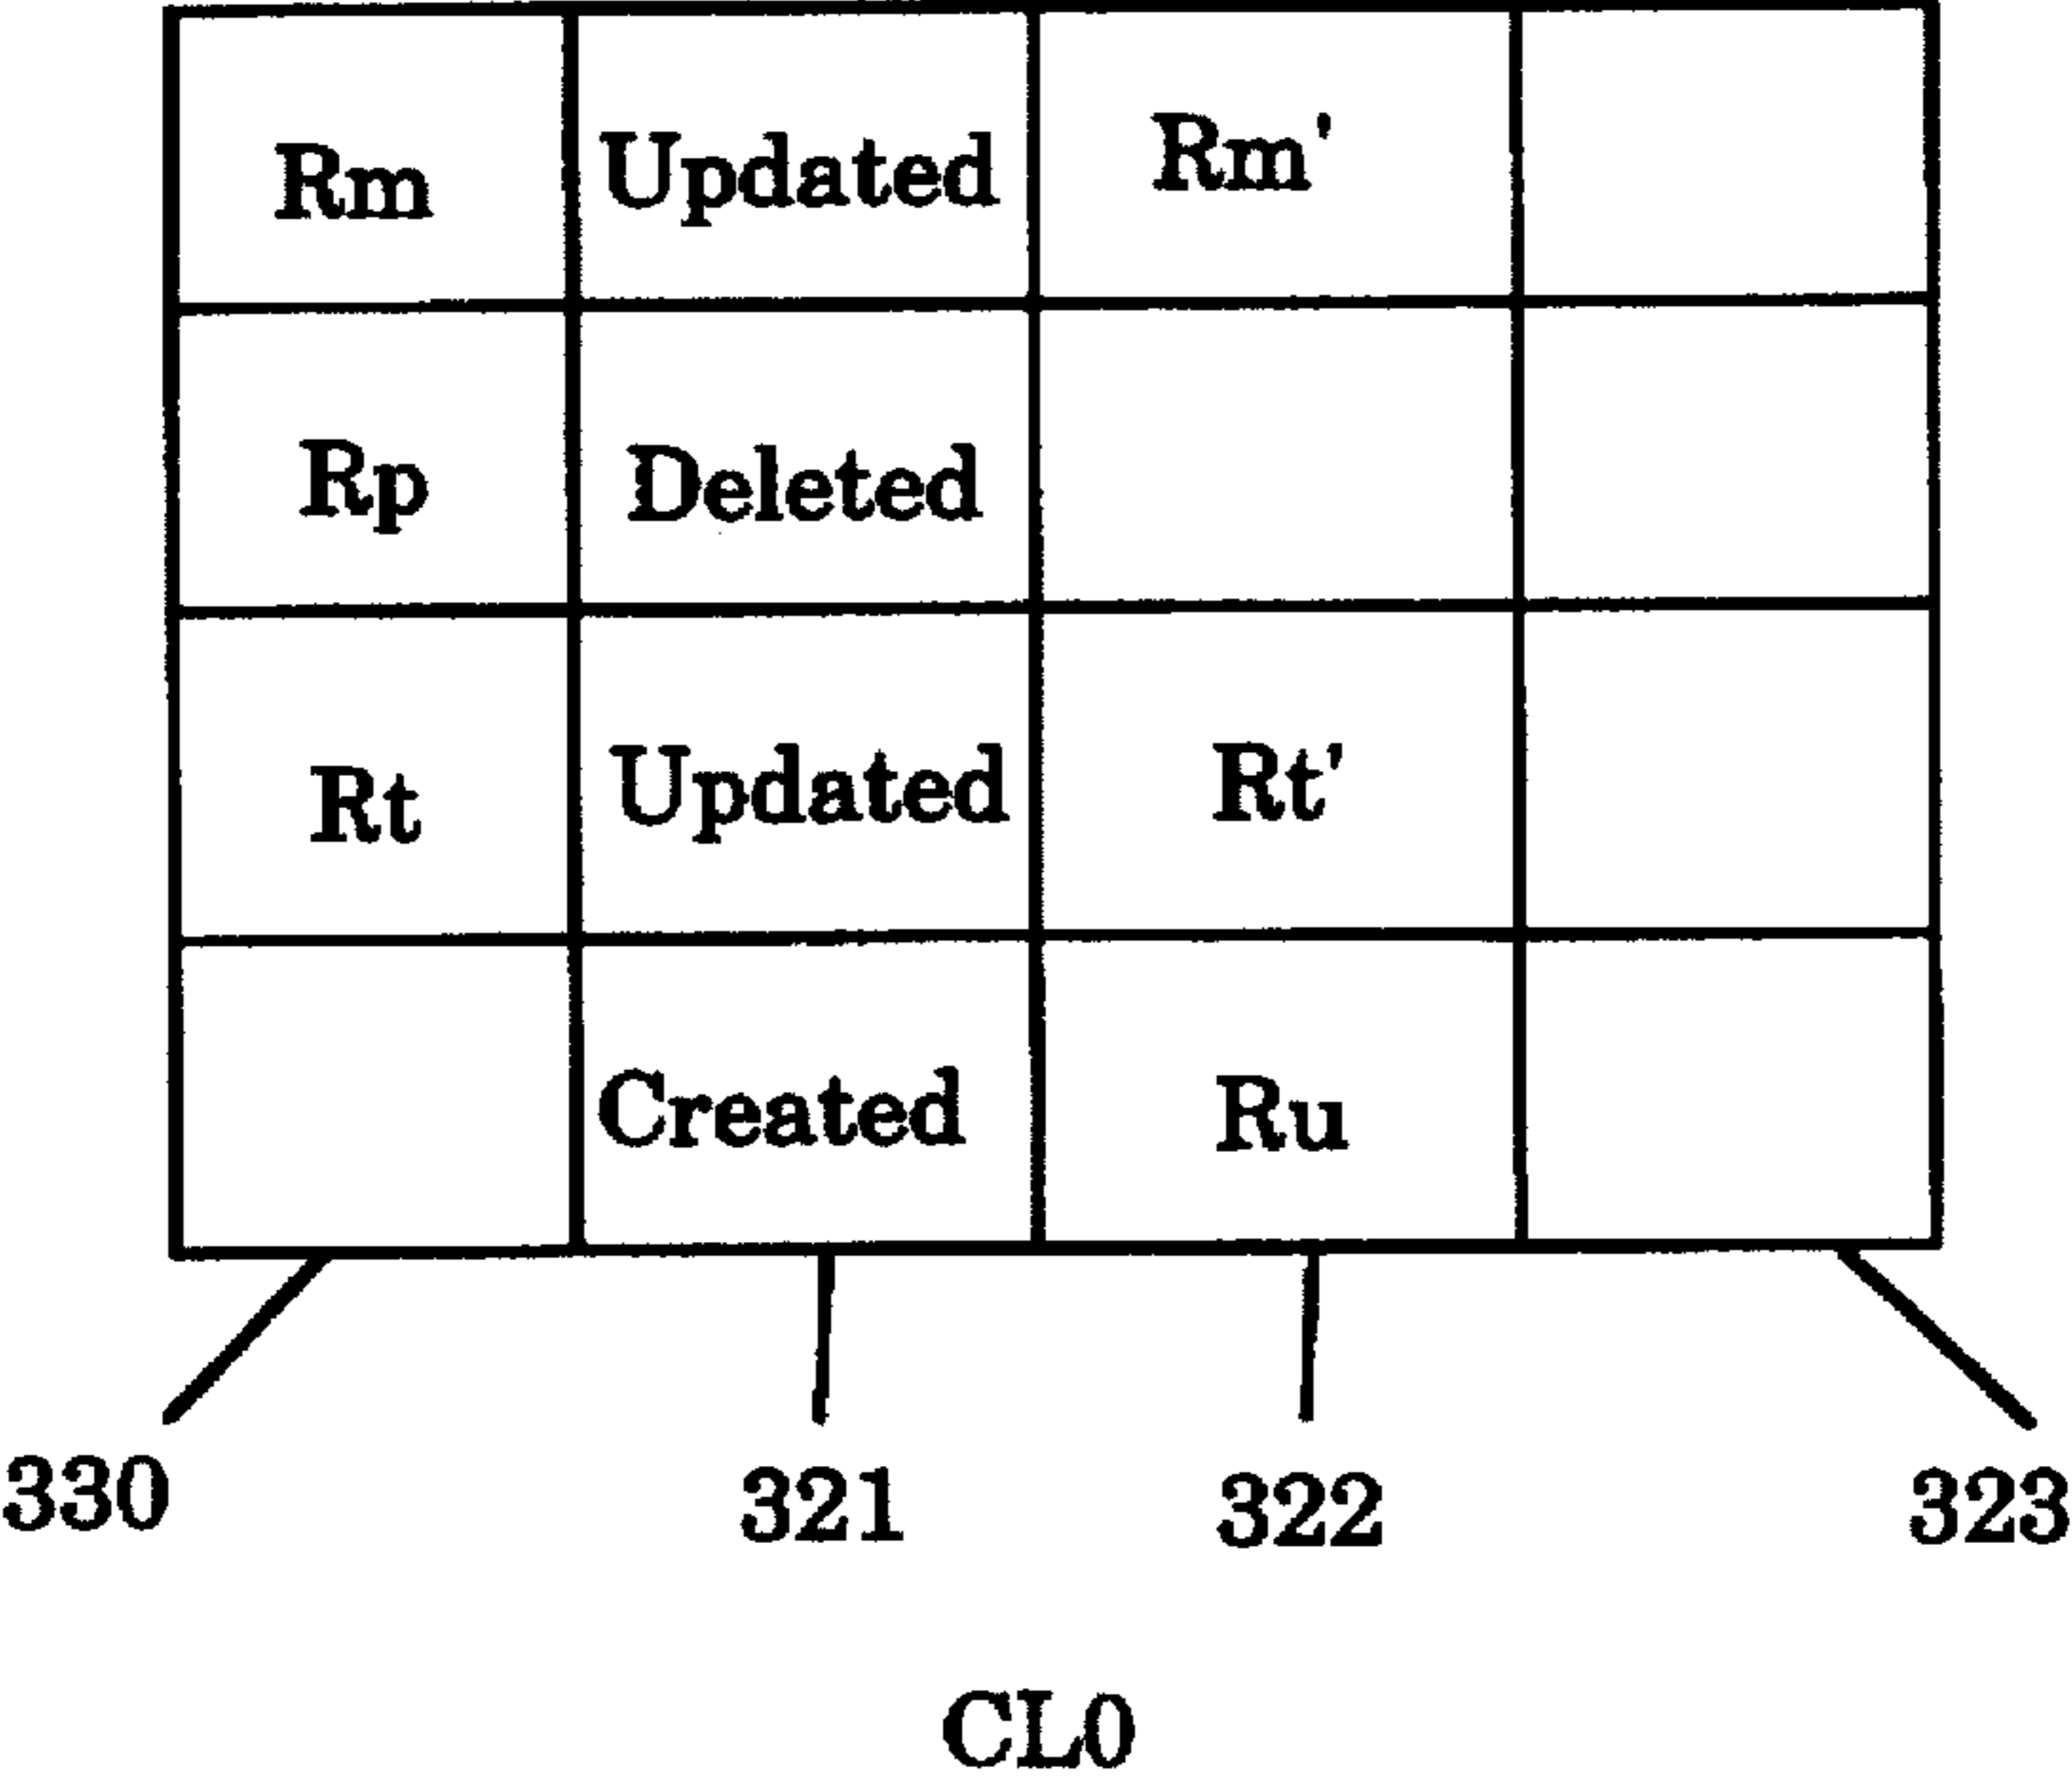 Rm Updated Rm'
Rp Deleted
Rt Updated Rt'
Created Ru
330 321 322 323
CL0